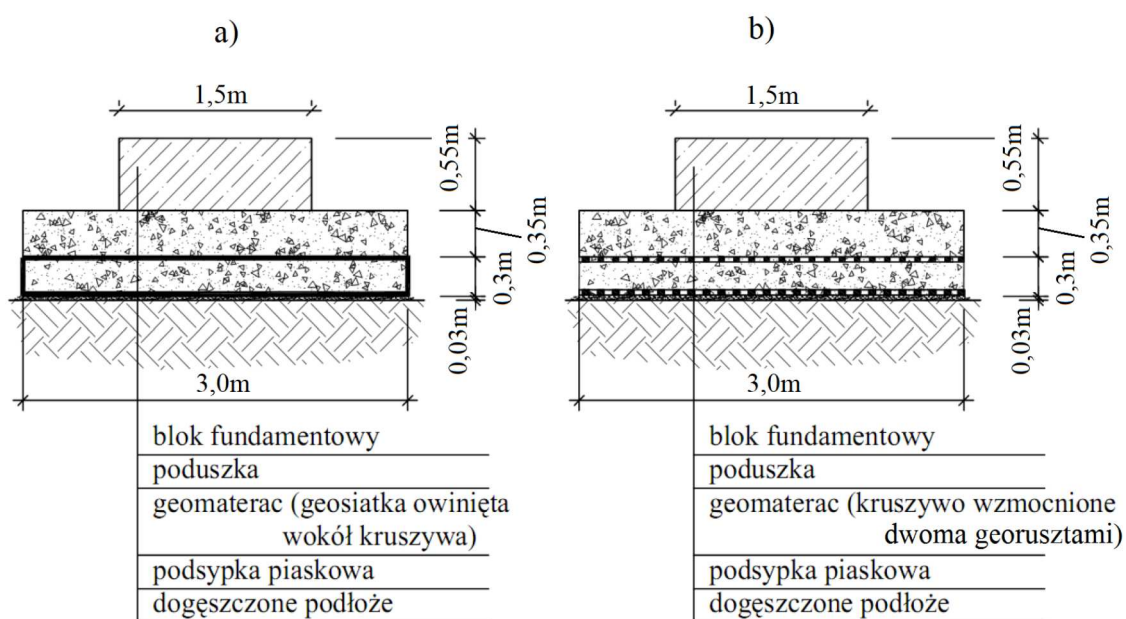 a)
1,5m
0,55m
0,35m
0,3m
0,03m
3,0m
blok fundamentowy
poduszka
geomaterac (geosiatka owinięta
wokół kruszywa)
podsypka piaskowa
dogęszczone podłoże
b)
1,5m
0,55m
0,35m
0,3m
0,03m
3,0m
blok fundamentowy
poduszka
geomaterac (kruszywo wzmocnione
dwoma georusztami)
podsypka piaskowa
dogęszczone podłoże